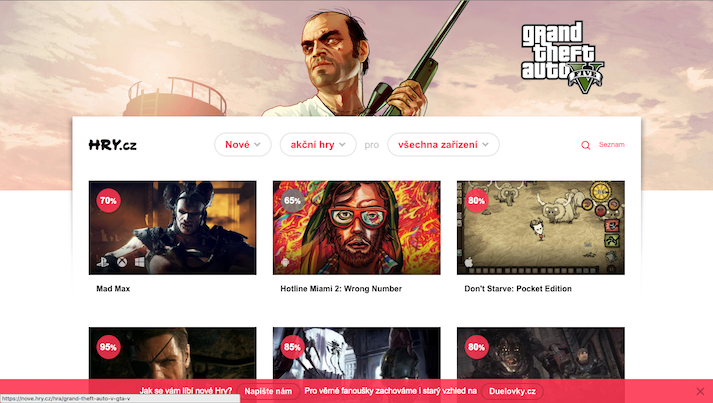 grand
theft
auto
FIVE
HRY.cz
Nové akční hry pro všechna zařízení Seznam
70% 65% 80%
Mad Max Hotline Miami 2: Wrong Number Don't Starve: Pocket Edition
95% 85% 80%
Jak se vám líbí nové Hry? Napište nám Pro věrné fanoušky zachováme i starý vzhled na Duelovky.cz
https://nove.hry.cz/hra/grand-theft-auto-v-gta-v